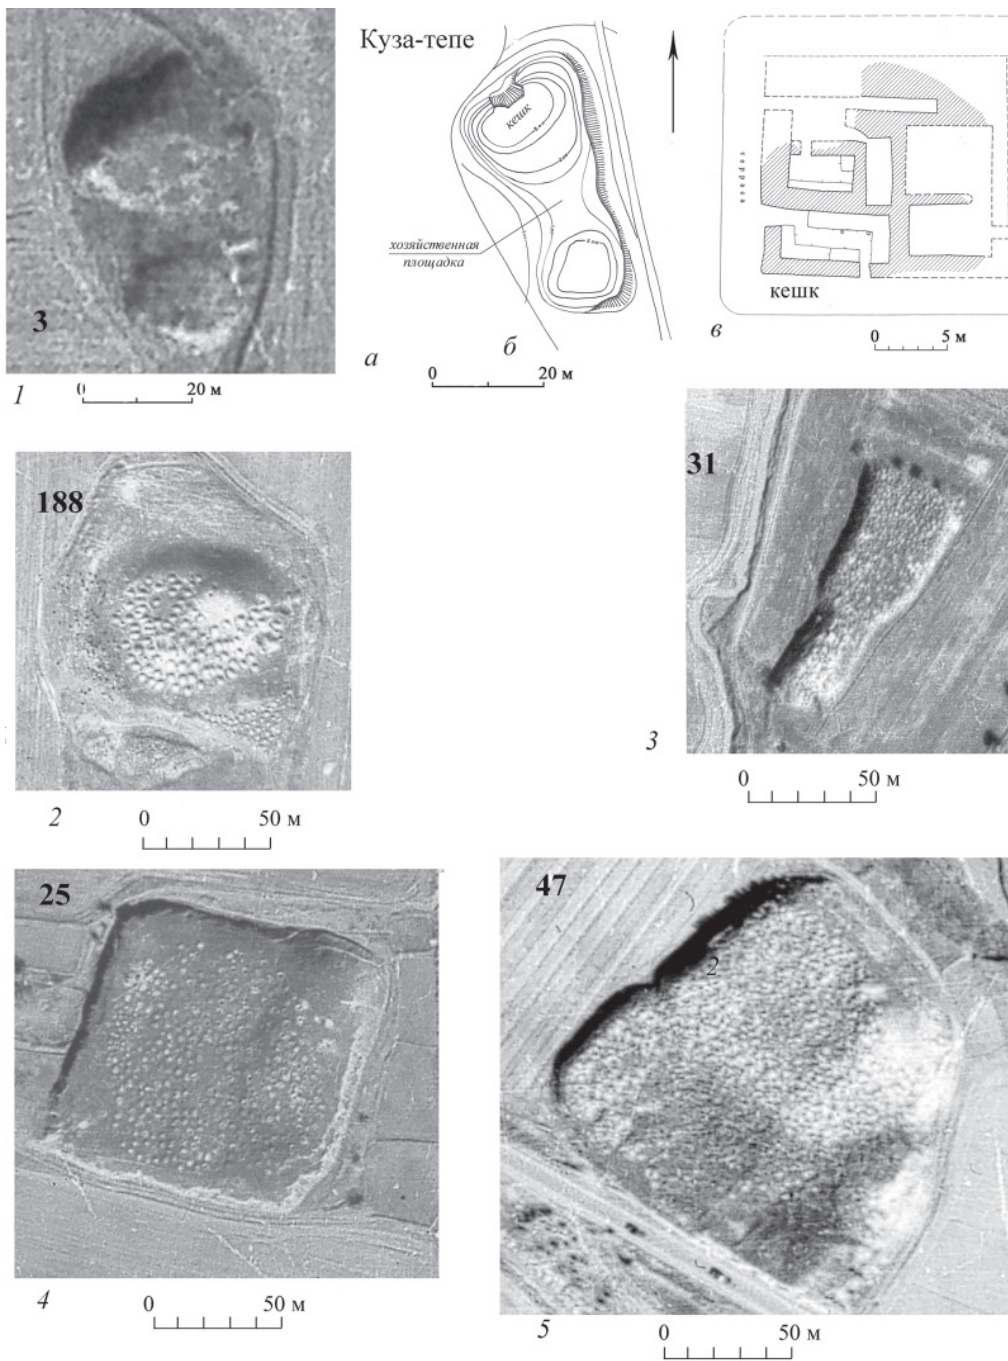 Куза-тепе
кешк
хозяйственная
площадка
3
а
б
в
терраса
кешк
0 5 м
1
0 20 м
0 20 м
188
31
2
0 50 м
3
0 50 м
25
47
2
4
0 50 м
5
0 50 м